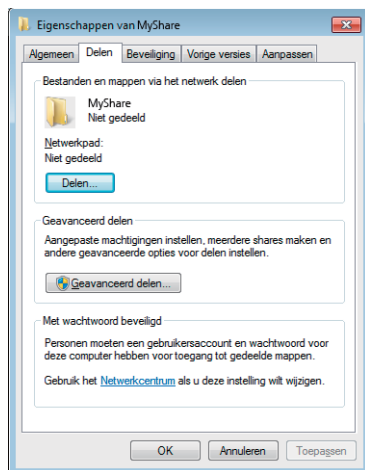 Eigenschappen van MyShare
Algemeen Delen Beveiliging Vorige versies Aanpassen
Bestanden en mappen via het netwerk delen
MyShare
Niet gedeeld
Netwerkpad:
Niet gedeeld
Delen...
Geavanceerd delen
Aangepaste machtigingen instellen, meerdere shares maken en
andere geavanceerde opties voor delen instellen.
Geavanceerd delen...
Met wachtwoord beveiligd
Personen moeten een gebruikersaccount en wachtwoord voor
deze computer hebben voor toegang tot gedeelde mappen.
Gebruik het Netwerkcentrum als u deze instelling wilt wijzigen.
OK Annuleren Toepassen